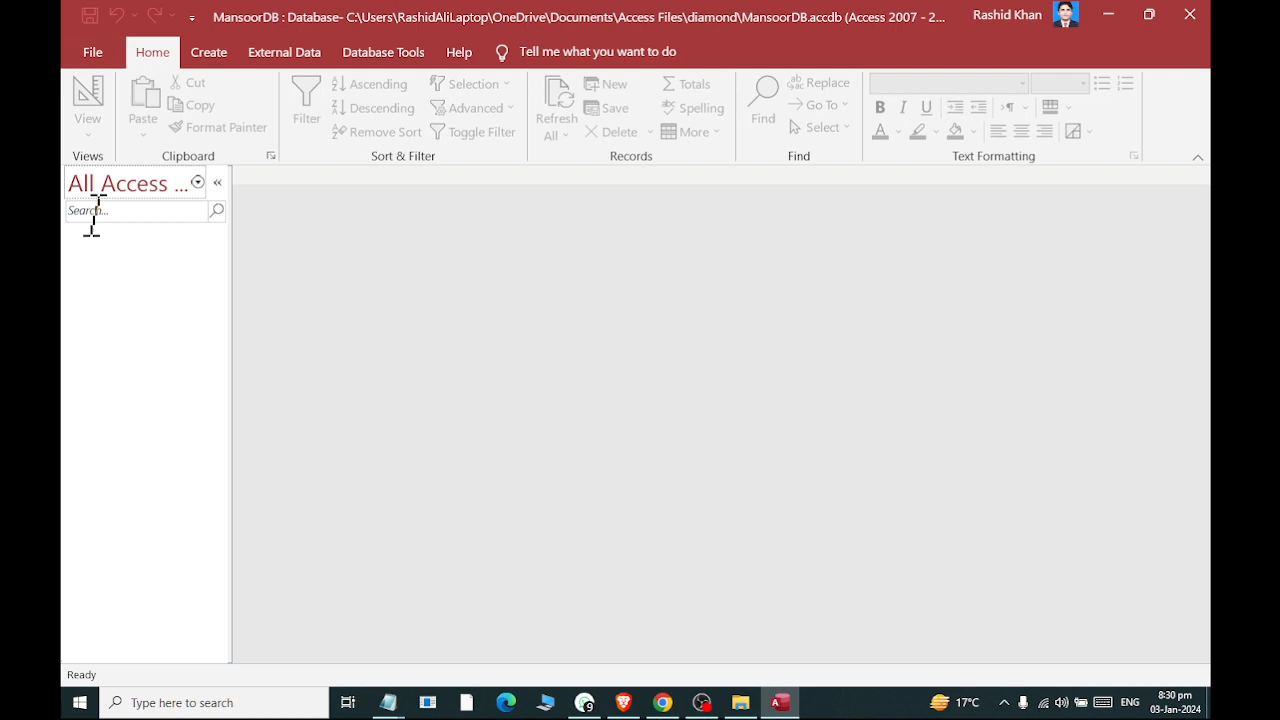 MansoorDB : Database- C:\Users\RashidAliLaptop\OneDrive\Documents\Access Files\diamond\MansoorDB.accdb (Access 2007 - 2... Rashid Khan
File Home Create External Data Database Tools Help Tell me what you want to do
View
Views
Paste
Cut
Copy
Format Painter
Clipboard
Filter
Ascending
Descending
Remove Sort
Selection
Advanced
Toggle Filter
Sort & Filter
Refresh
All
New
Save
Delete
Totals
Spelling
More
Records
Find
Replace
Go To
Select
Find
B I U
A
Text Formatting
All Access ...
Search...
Ready
Type here to search
17°C
ENG
8:30 pm
03-Jan-2024